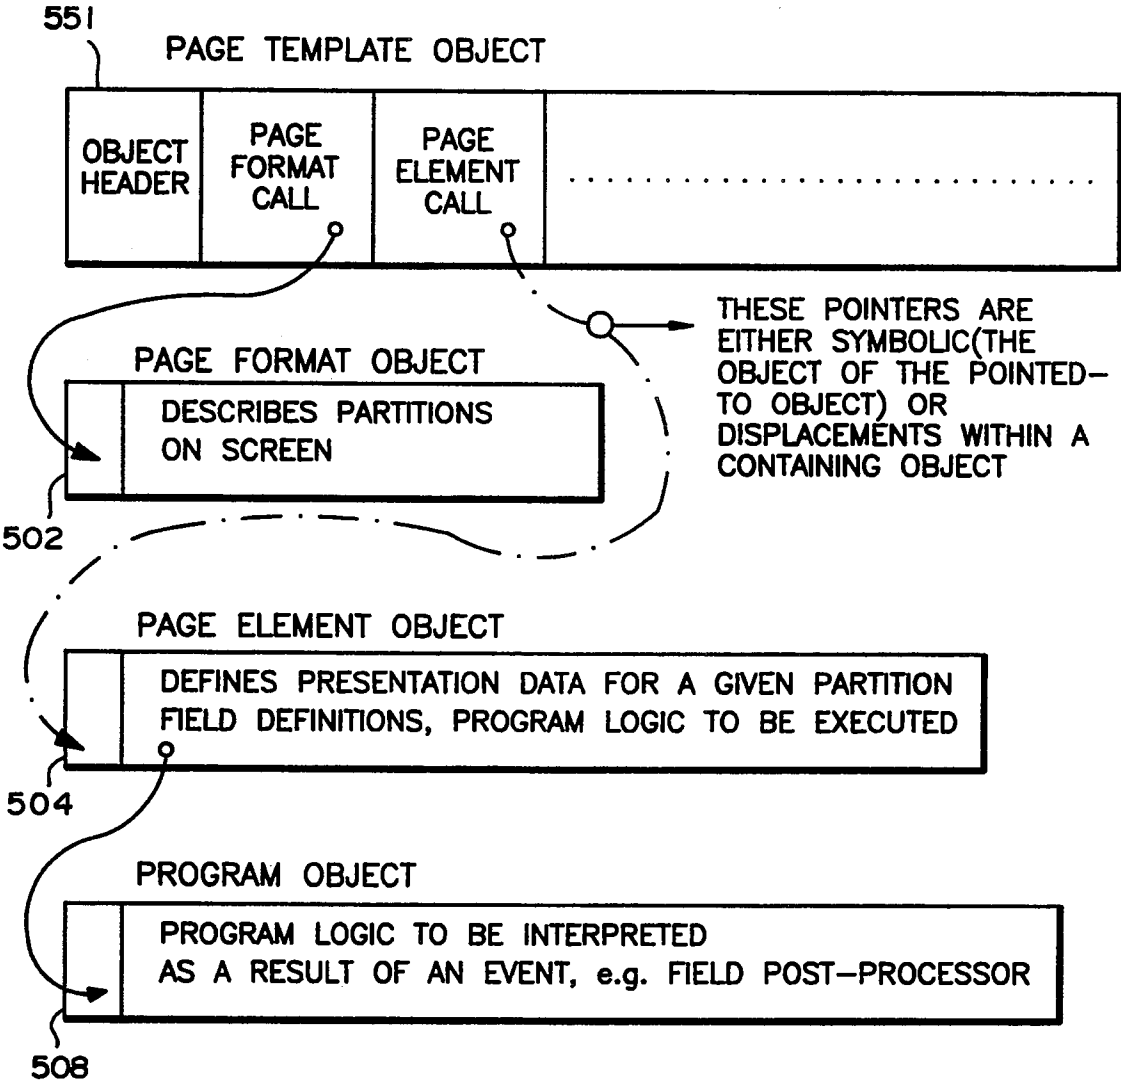 551
PAGE TEMPLATE OBJECT
OBJECT
HEADER
PAGE
FORMAT
CALL
PAGE
ELEMENT
CALL
THESE POINTERS ARE
EITHER SYMBOLIC(THE
OBJECT OF THE POINTED-
TO OBJECT) OR
DISPLACEMENTS WITHIN A
CONTAINING OBJECT
PAGE FORMAT OBJECT
DESCRIBES PARTITIONS
ON SCREEN
502
PAGE ELEMENT OBJECT
DEFINES PRESENTATION DATA FOR A GIVEN PARTITION
FIELD DEFINITIONS, PROGRAM LOGIC TO BE EXECUTED
504
PROGRAM OBJECT
PROGRAM LOGIC TO BE INTERPRETED
AS A RESULT OF AN EVENT, e.g. FIELD POST-PROCESSOR
508